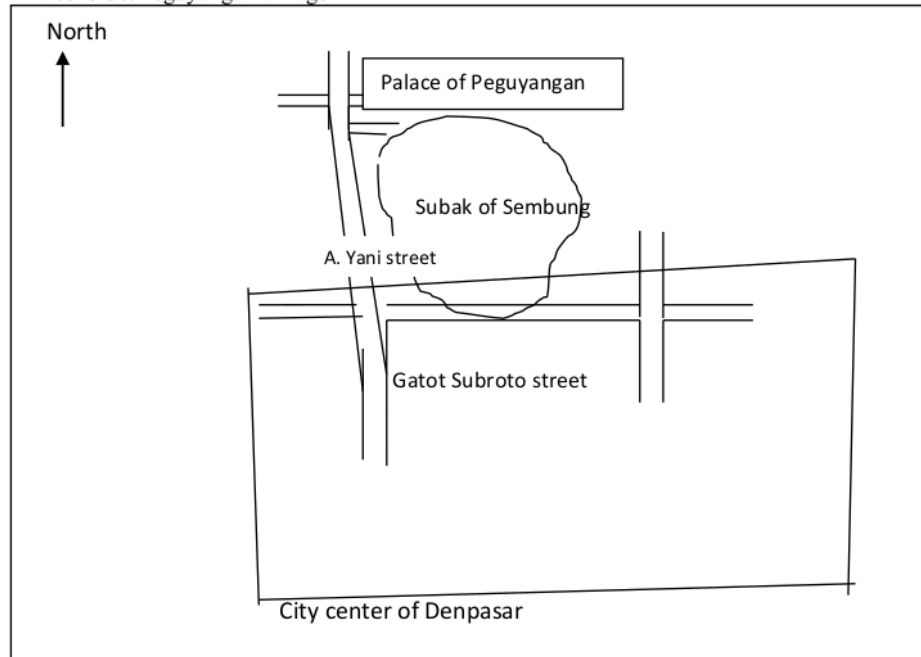 North
Palace of Peguyangan
Subak of Sembung
A. Yani street
Gatot Subroto street
City center of Denpasar